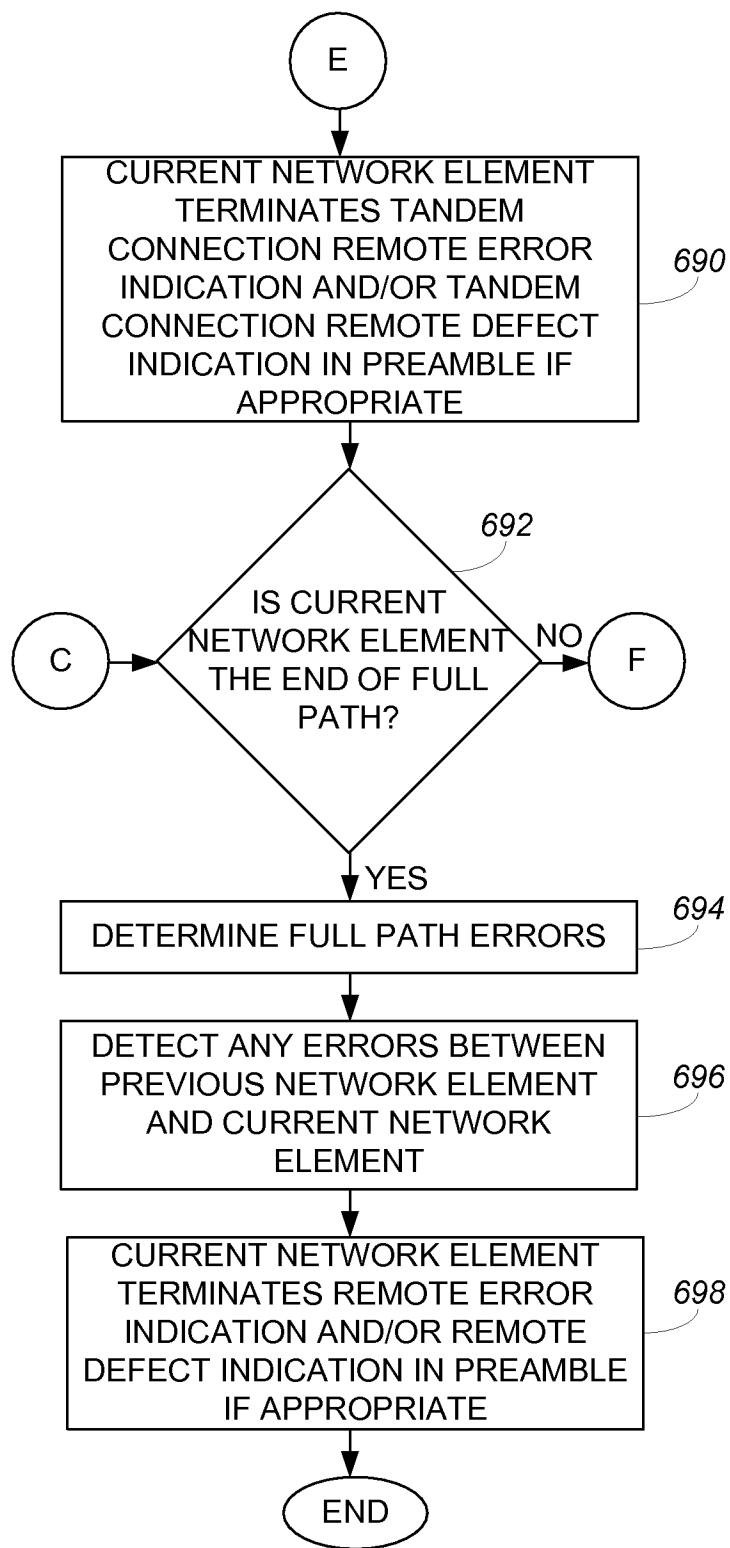 E
CURRENT NETWORK ELEMENT
TERMINATES TANDEM
CONNECTION REMOTE ERROR
INDICATION AND/OR TANDEM
CONNECTION REMOTE DEFECT
INDICATION IN PREAMBLE IF
APPROPRIATE
690
692
IS CURRENT
NETWORK ELEMENT
THE END OF FULL
PATH?
C
NO
F
YES
DETERMINE FULL PATH ERRORS
694
DETECT ANY ERRORS BETWEEN
PREVIOUS NETWORK ELEMENT
AND CURRENT NETWORK
ELEMENT
696
CURRENT NETWORK ELEMENT
TERMINATES REMOTE ERROR
INDICATION AND/OR REMOTE
DEFECT INDICATION IN PREAMBLE
IF APPROPRIATE
698
END